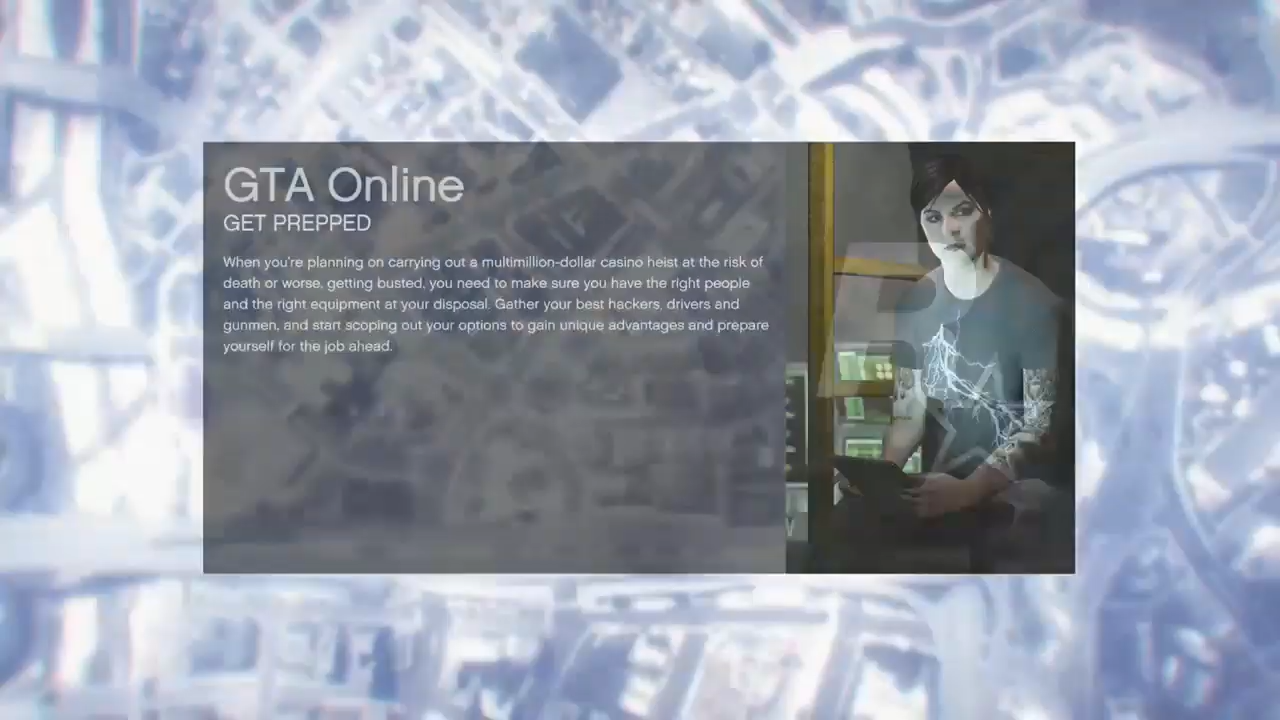 GTA Online
GET PREPPED
When you're planning on carrying out a multimillion-dollar casino heist at the risk of
death or worse, getting busted, you need to make sure you have the right people
and the right equipment at your disposal. Gather your best hackers, drivers and
gunmen, and start scoping out your options to gain unique advantages and prepare
yourself for the job ahead.